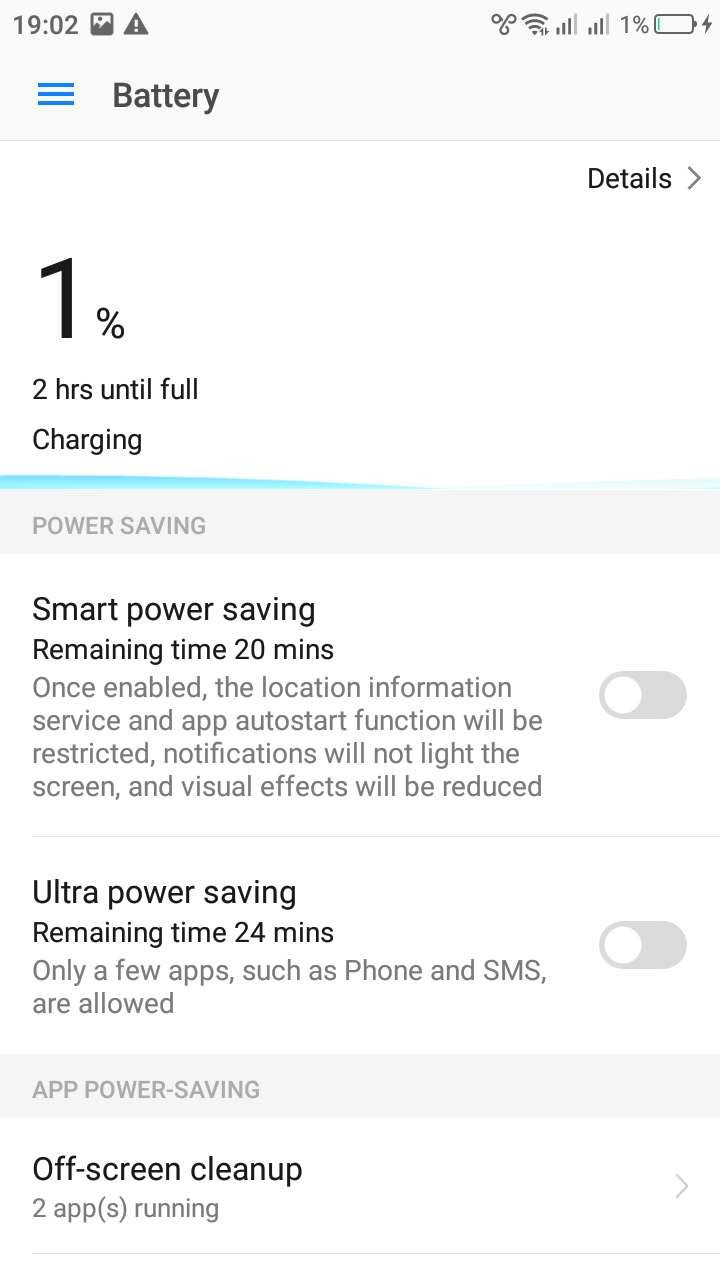 19:02 1%
Battery
Details
1 %
2 hrs until full
Charging
POWER SAVING
Smart power saving
Remaining time 20 mins
Once enabled, the location information
service and app autostart function will be
restricted, notifications will not light the
screen, and visual effects will be reduced
Ultra power saving
Remaining time 24 mins
Only a few apps, such as Phone and SMS,
are allowed
APP POWER-SAVING
Off-screen cleanup
2 app(s) running